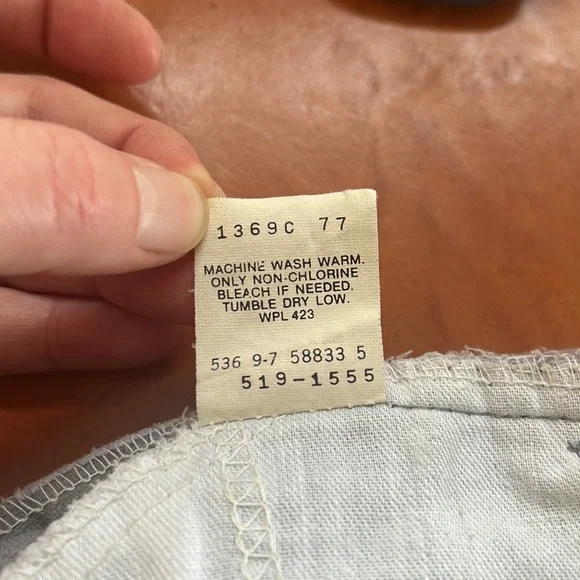 1369C 77
MACHINE WASH WARM.
ONLY NON-CHLORINE
BLEACH IF NEEDED.
TUMBLE DRY LOW.
WPL 423
536 9-7 58833 5
519-1555